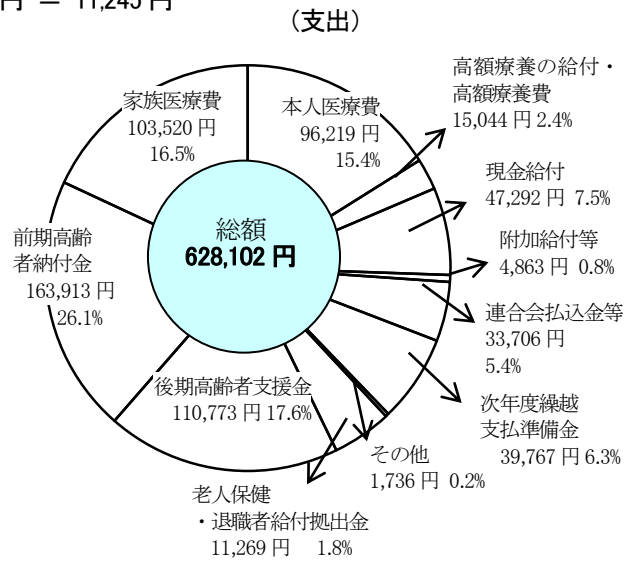 円 － 11,245 円
（支出）
高額療養の給付・
高額療養費
15,044 円 2.4%
家族医療費
103,520 円
16.5%
本人医療費
96,219 円
15.4%
現金給付
47,292 円 7.5%
附加給付等
4,863 円 0.8%
総額
628,102 円
前期高齢
者納付金
163,913 円
26.1%
連合会払込金等
33,706 円
5.4%
後期高齢者支援金
110,773 円 17.6%
次年度繰越
支払準備金
39,767 円 6.3%
その他
1,736 円 0.2%
老人保健
・退職者給付拠出金
11,269 円 1.8%